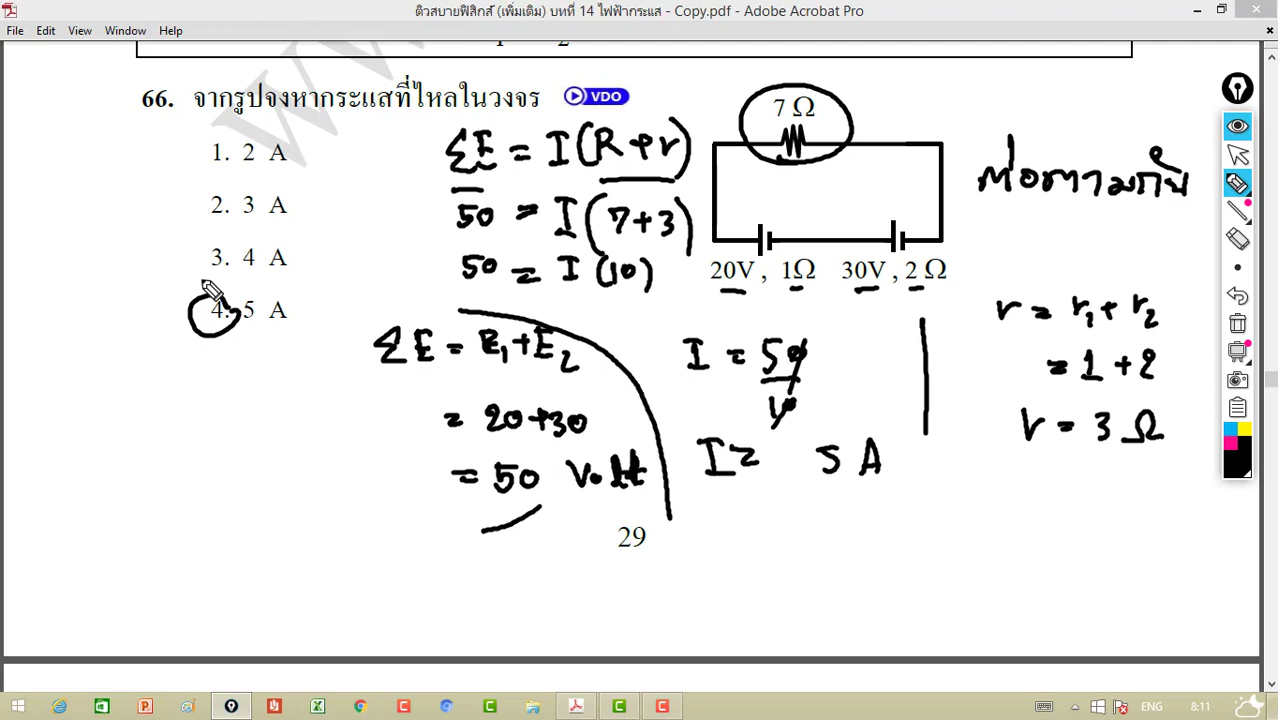 ติวสบายฟิสิกส์ (เพิ่มเติม) บทที่ 14 ไฟฟ้ากระแส - Copy.pdf - Adobe Acrobat Pro
File Edit View Window Help
WWW
66. จากรูปจงหากระแสที่ไหลในวงจร VDO
1. 2 A
2. 3 A
3. 4 A
4. 5 A
ΣE = I(R+r)
50 = I(7+3)
50 = I(10)
7 Ω
20V , 1Ω 30V , 2 Ω
ต่อตามกัน
ΣE = E1+E2
= 20+30
= 50 Volt
I = 50
10
I = 5 A
r = r1 + r2
= 1 + 2
r = 3 Ω
29
ENG 8:11